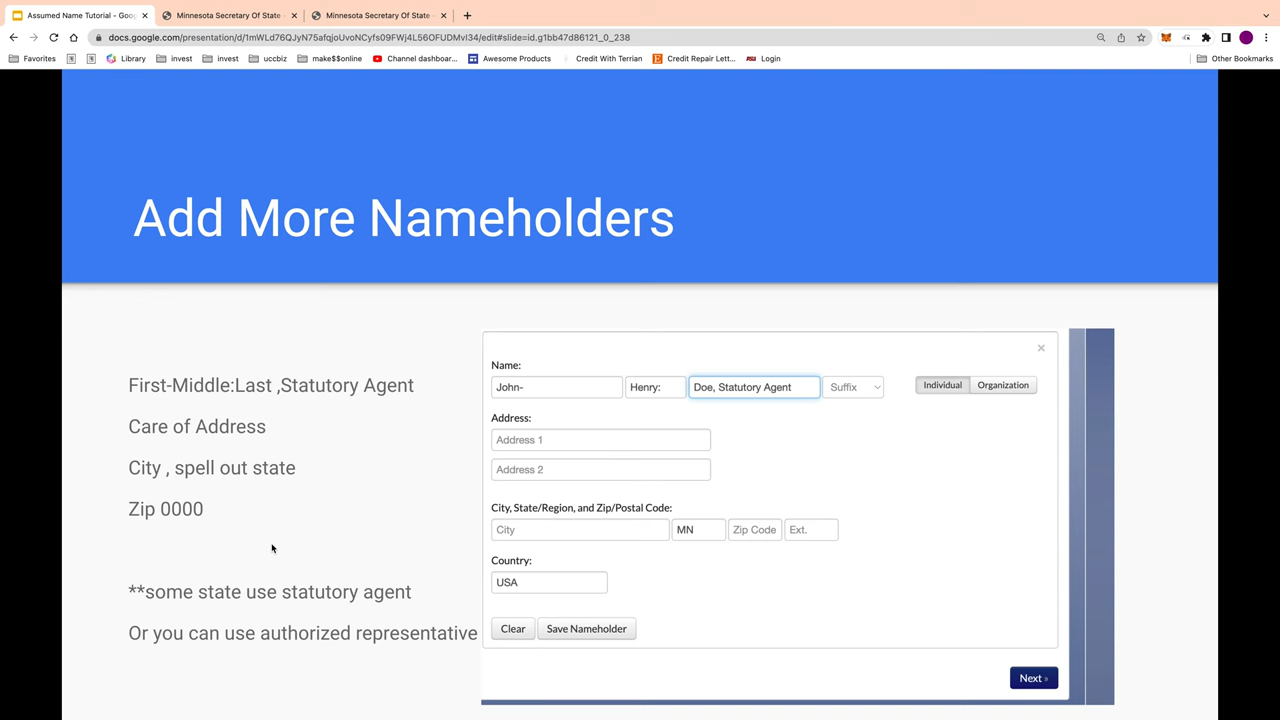 Assumed Name Tutorial - Goog
Minnesota Secretary Of State -
Minnesota Secretary Of State -
docs.google.com/presentation/d/1mWLd76QJyN75afqjoUvoNCyfs09FWj4L56OFUDMvI34/edit#slide=id.g1bb47d86121_0_238
Favorites
Library
invest
invest
uccbiz
make$$online
Channel dashboar...
Awesome Products
Credit With Terrian
Credit Repair Lett...
Login
Other Bookmarks
Add More Nameholders
First-Middle:Last ,Statutory Agent
Care of Address
City , spell out state
Zip 0000
**some state use statutory agent
Or you can use authorized representative
Name:
John- Henry: Doe, Statutory Agent Suffix
Individual Organization
Address:
Address 1
Address 2
City, State/Region, and Zip/Postal Code:
City MN Zip Code Ext.
Country:
USA
Clear Save Nameholder
Next »